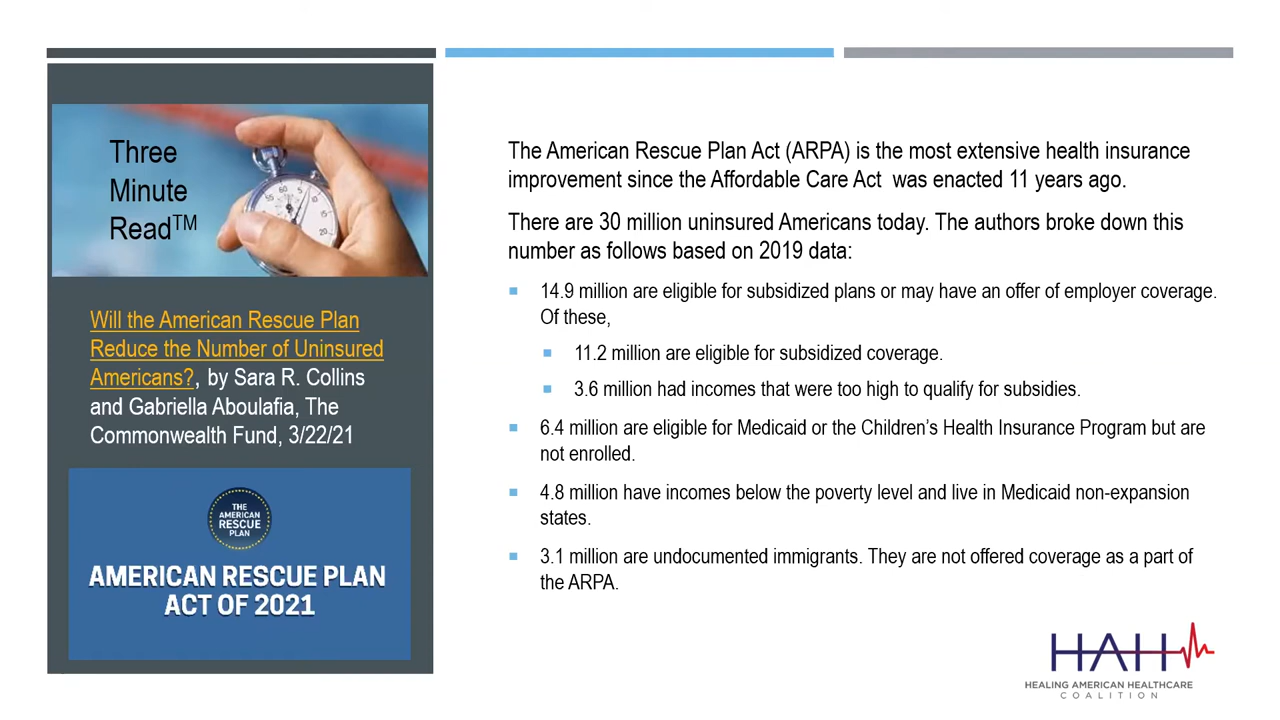 Three
Minute
Read™
Will the American Rescue Plan
Reduce the Number of Uninsured
Americans?, by Sara R. Collins
and Gabriella Aboulafia, The
Commonwealth Fund, 3/22/21
THE
AMERICAN
RESCUE
PLAN
AMERICAN RESCUE PLAN
ACT OF 2021
The American Rescue Plan Act (ARPA) is the most extensive health insurance
improvement since the Affordable Care Act was enacted 11 years ago.
There are 30 million uninsured Americans today. The authors broke down this
number as follows based on 2019 data:
14.9 million are eligible for subsidized plans or may have an offer of employer coverage.
Of these,
11.2 million are eligible for subsidized coverage.
3.6 million had incomes that were too high to qualify for subsidies.
6.4 million are eligible for Medicaid or the Children's Health Insurance Program but are
not enrolled.
4.8 million have incomes below the poverty level and live in Medicaid non-expansion
states.
3.1 million are undocumented immigrants. They are not offered coverage as a part of
the ARPA.
HAH
HEALING AMERICAN HEALTHCARE
COALITION